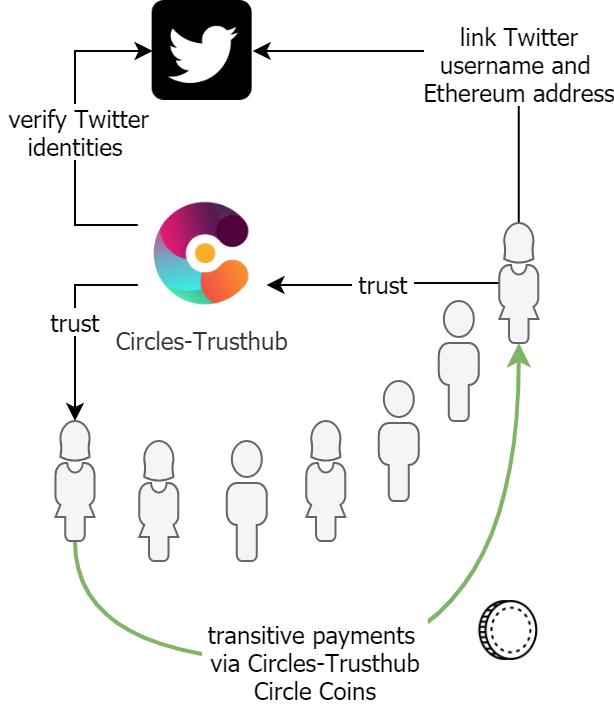 link Twitter
username and
Ethereum address
verify Twitter
identities
trust
trust
Circles-Trusthub
transitive payments
via Circles-Trusthub
Circle Coins